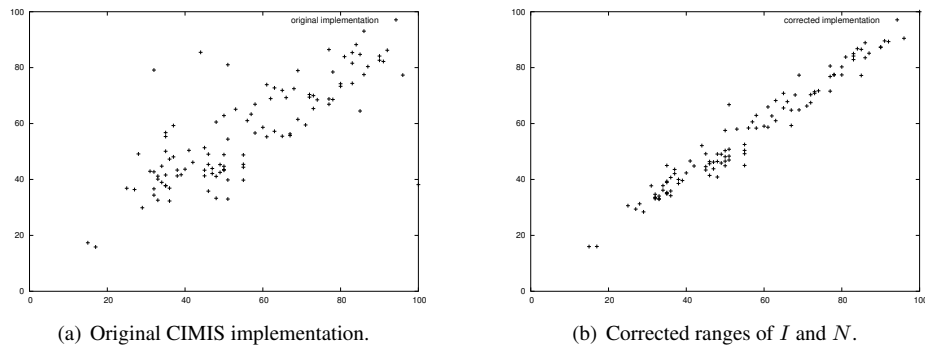 100
80
60
40
20
0
0 20 40 60 80 100
original implementation
(a) Original CIMIS implementation.
100
80
60
40
20
0
0 20 40 60 80 100
corrected implementation
(b) Corrected ranges of I and N.